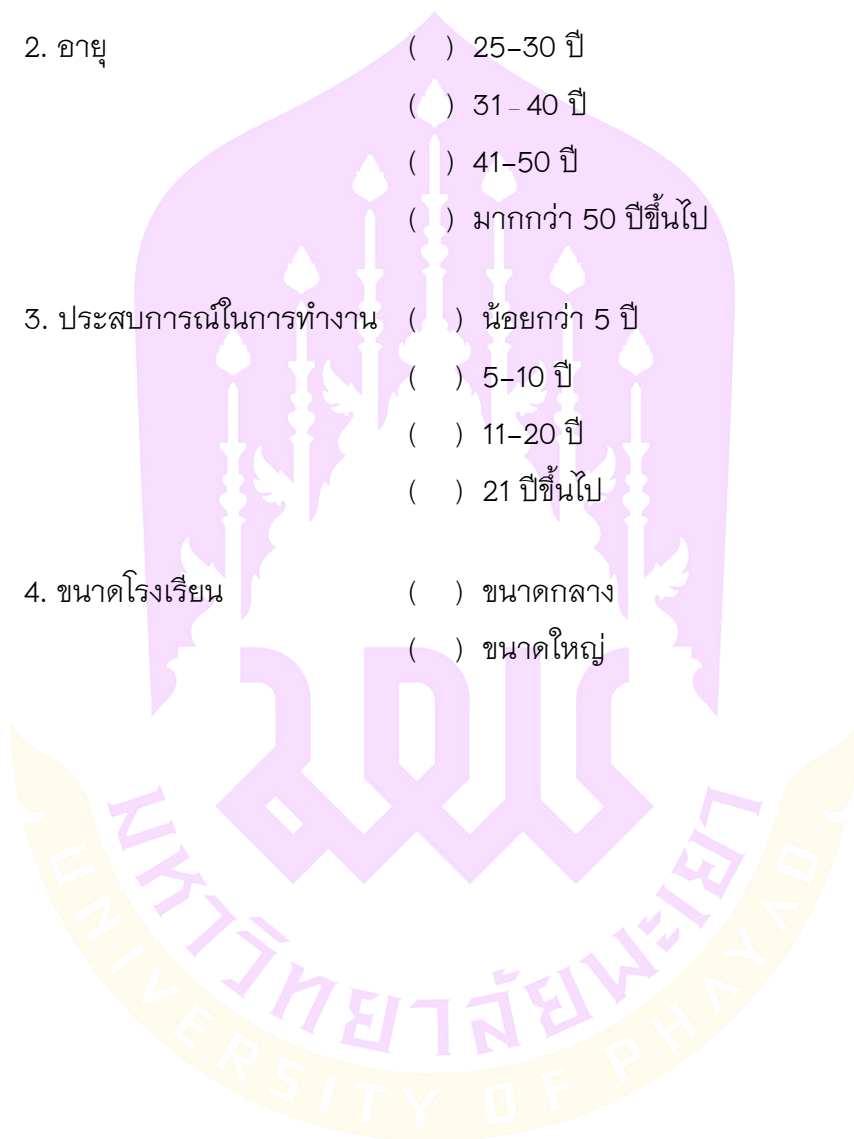 2. อายุ ( ) 25–30 ปี
( ) 31 – 40 ปี
( ) 41–50 ปี
( ) มากกว่า 50 ปีขึ้นไป
3. ประสบการณ์ในการทำงาน ( ) น้อยกว่า 5 ปี
( ) 5–10 ปี
( ) 11–20 ปี
( ) 21 ปีขึ้นไป
4. ขนาดโรงเรียน ( ) ขนาดกลาง
( ) ขนาดใหญ่
มหาวิทยาลัยพะเยา
UNIVERSITY OF PHAYAO